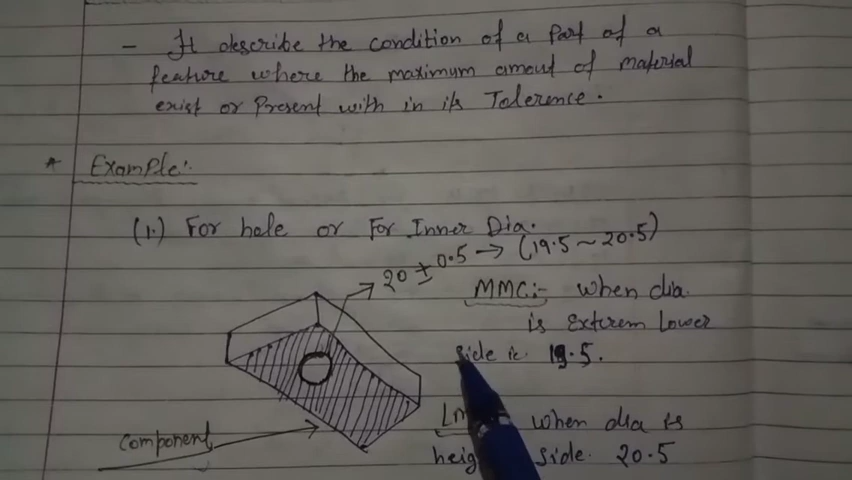 - It describe the condition of a Part of a
feature where the maximum amout of material
exist or Present with in its Tolerence.
* Example:
(1.) For hole or For Inner Dia.
20 ± 0.5 → (19.5 ~ 20.5)
MMC:- when dia
is Exterem Lower
side ie. 19.5.
when dia is
side. 20.5
Component